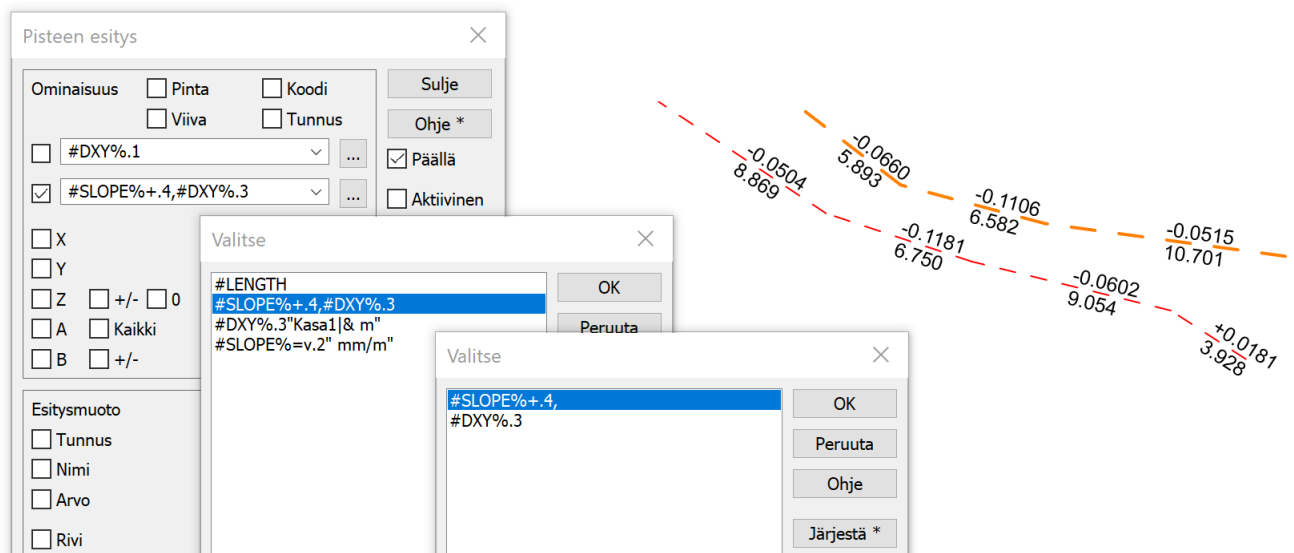 Pisteen esitys
Ominaisuus Pinta Koodi
Viiva Tunnus
#DXY%.1 ...
#SLOPE%+.4,#DXY%.3 ...
X
Y
Z +/- 0
A Kaikki
B +/-
Esitysmuoto
Tunnus
Nimi
Arvo
Rivi
Sulje
Ohje *
Päällä
Aktiivinen
Valitse
#LENGTH
#SLOPE%+.4,#DXY%.3
#DXY%.3"Kasa1|& m"
#SLOPE%=v.2" mm/m"
OK
Peruuta
Valitse
#SLOPE%+.4,
#DXY%.3
OK
Peruuta
Ohje
Järjestä *
-0.0660
5.893
-0.1106
6.582
-0.0515
10.701
-0.0504
8.869
-0.1181
6.750
-0.0602
9.054
+0.0181
3.928